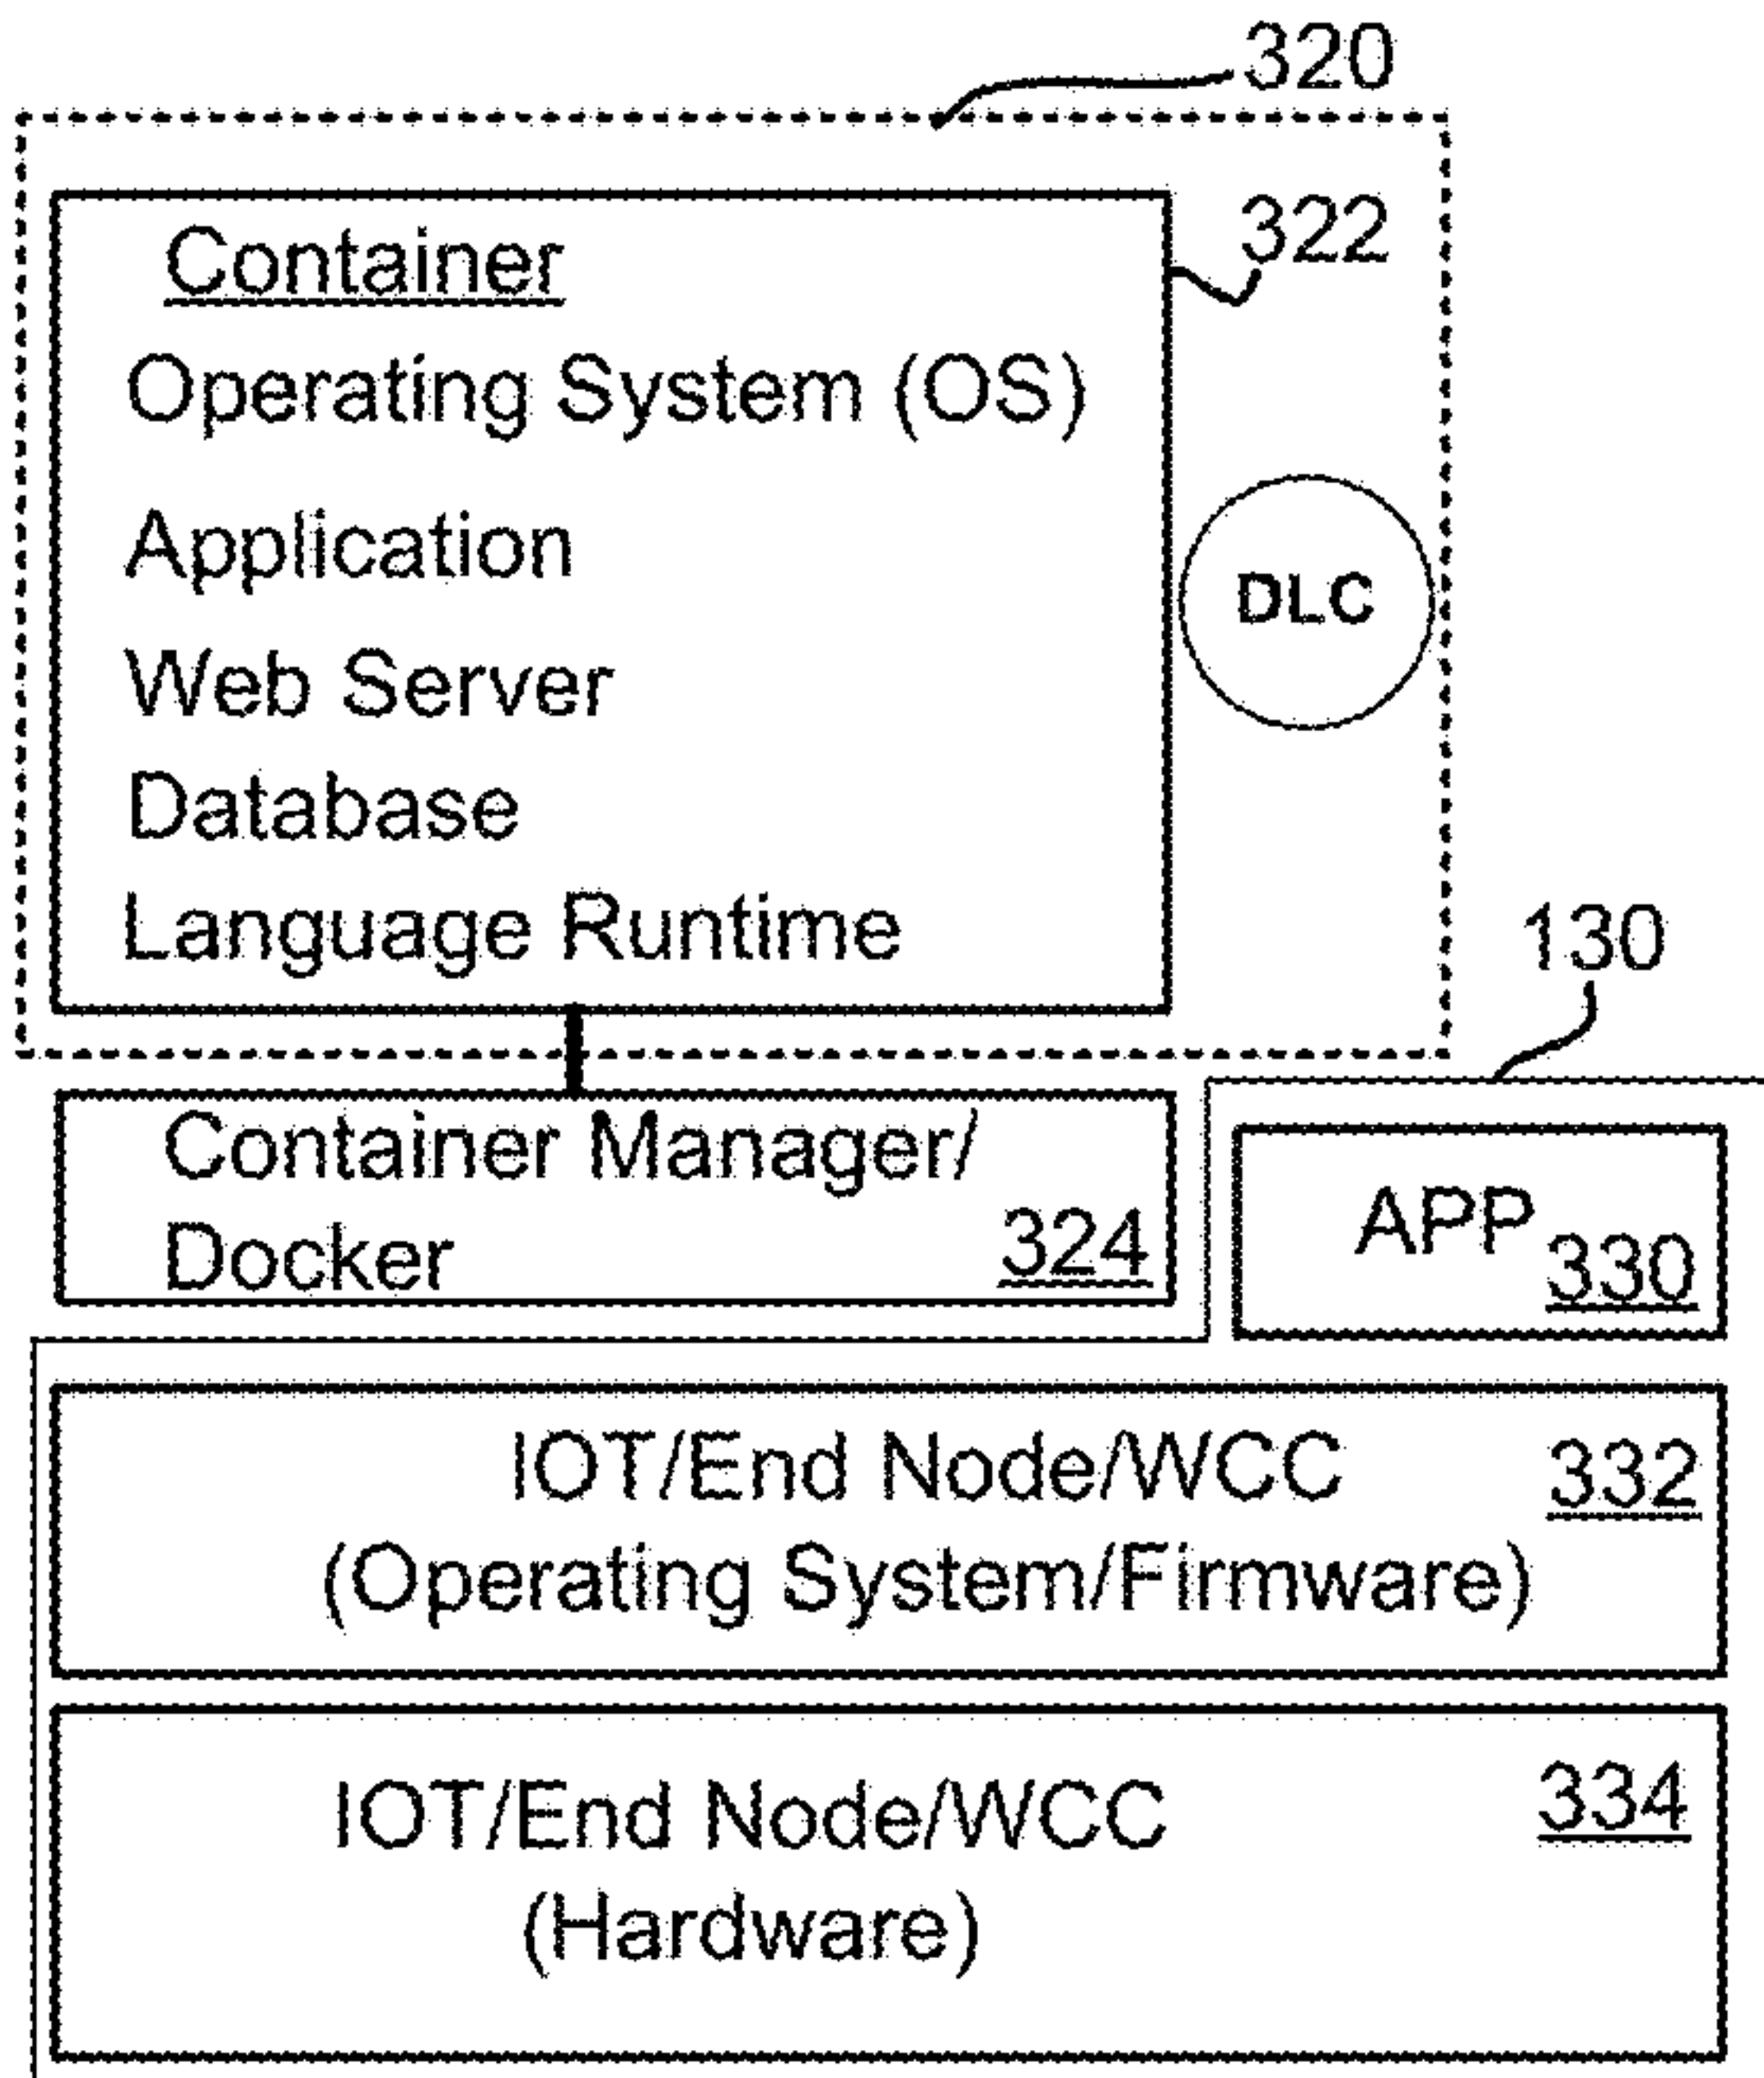 320
Container
322
Operating System (OS)
Application
DLC
Web Server
Database
Language Runtime
130
Container Manager/
Docker
324
APP
330
IOT/End Node/WCC
332
(Operating System/Firmware)
IOT/End Node/WCC
334
(Hardware)